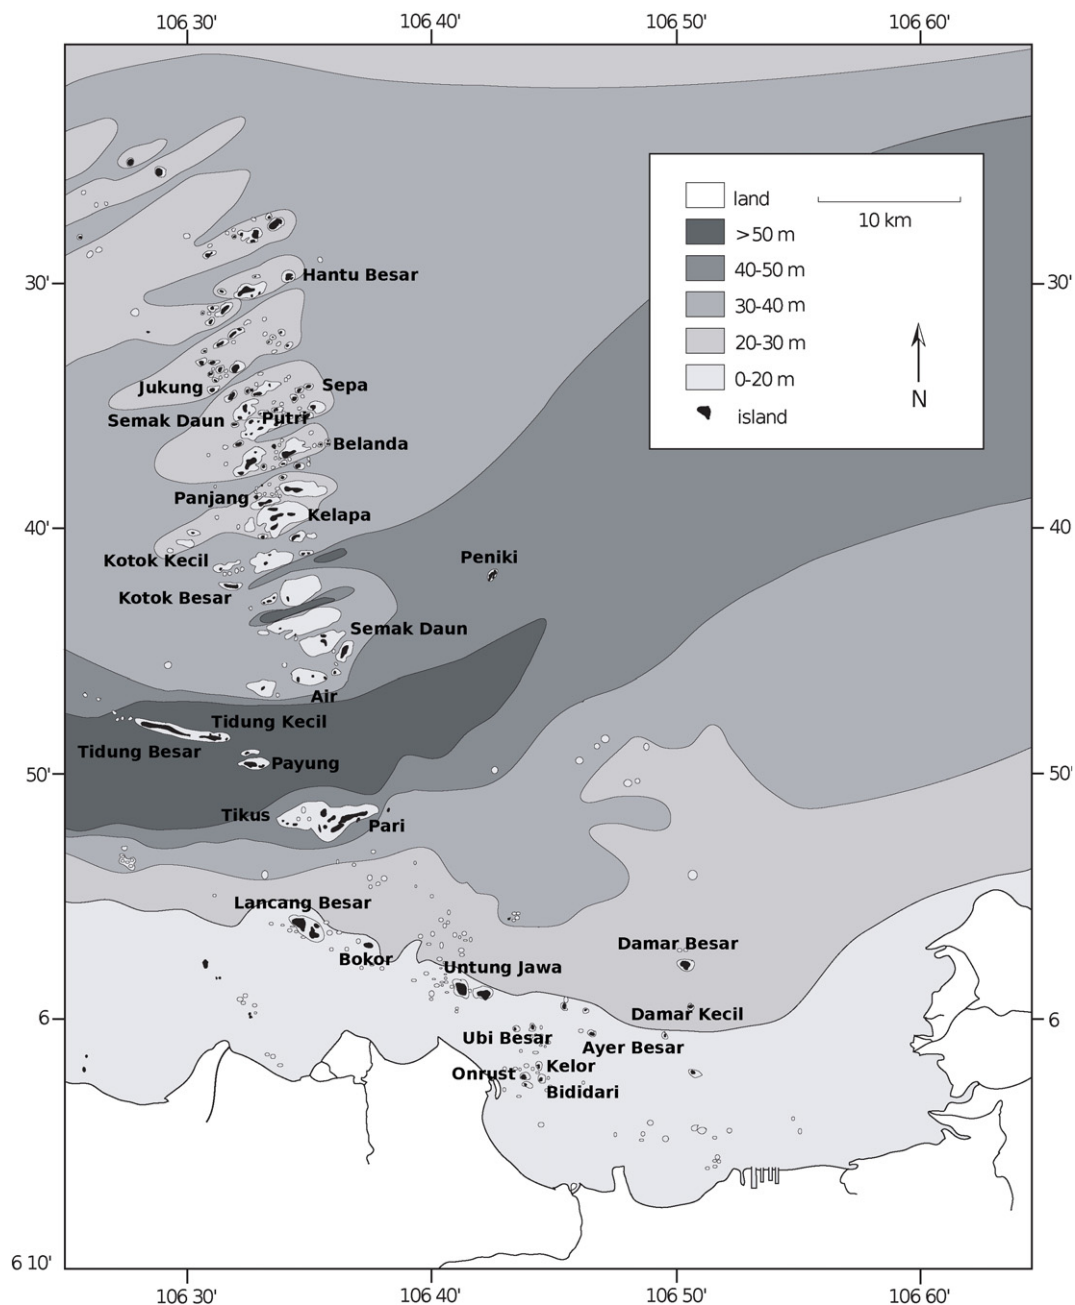 106 30' 106 40' 106 50' 106 60'
land
10 km
>50 m
40-50 m
30' Hantu Besar 30'
30-40 m
20-30 m
0-20 m
N
Jukung Sepa
island
Semak Daun Putri
Belanda
Panjang
Kelapa
40' 40'
Kotok Kecil Peniki
Kotok Besar
Semak Daun
Air
Tidung Kecil
Tidung Besar
Payung
50' 50'
Tikus
Pari
Lancang Besar
Damar Besar
Bokor
Untung Jawa
Damar Kecil
6 6
Ubi Besar
Ayer Besar
Kelor
Onrust
Bididari
6 10'
106 30' 106 40' 106 50' 106 60'